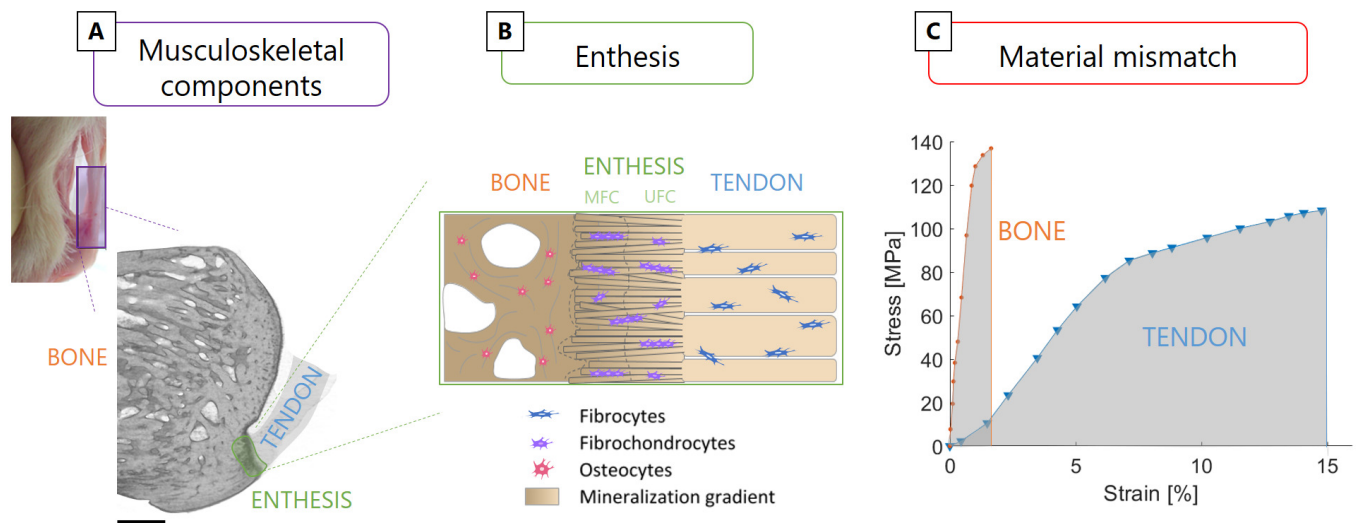 A
Musculoskeletal
components
BONE
TENDON
ENTHESIS
B
Enthesis
ENTHESIS
BONE
MFC
UFC
TENDON
Fibrocytes
Fibrochondrocytes
Osteocytes
Mineralization gradient
C
Material mismatch
Stress [MPa]
140
120
100
80
60
40
20
0
BONE
TENDON
0
5
10
15
Strain [%]